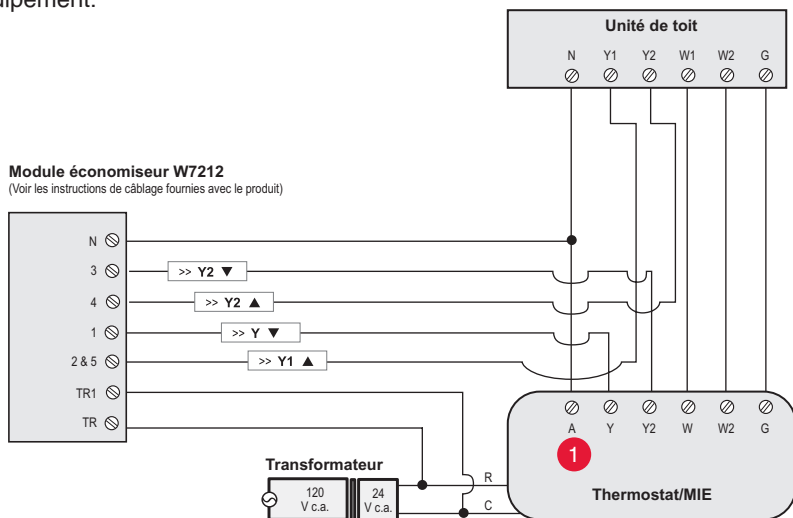 uipement.
Unité de toit
N Y1 Y2 W1 W2 G
Module économiseur W7212
(Voir les instructions de câblage fournies avec le produit)
N
3 >> Y2 ▼
4 >> Y2 ▲
1 >> Y ▼
2 & 5 >> Y1 ▲
TR1
TR
A Y Y2 W W2 G
1
Transformateur
R
120
V c.a.
24
V c.a.
C
Thermostat/MIE